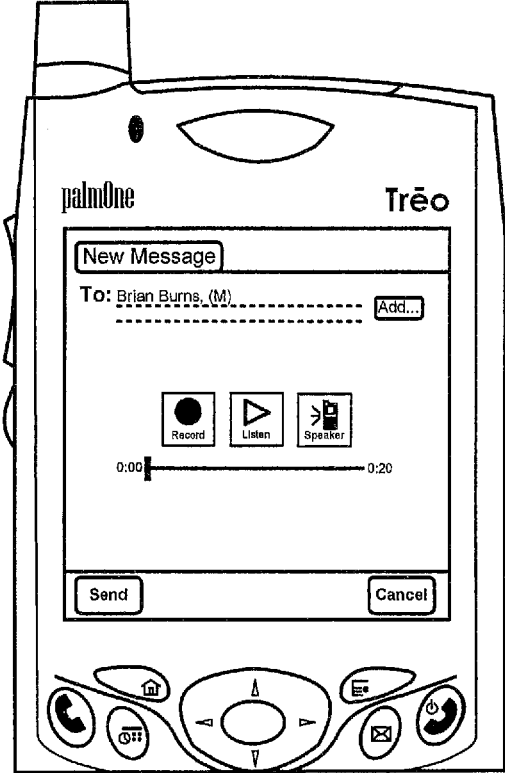 palmOne Trēo
New Message
To: Brian Burns, (M)
Add...
Record Listen Speaker
0:00 0:20
Send Cancel